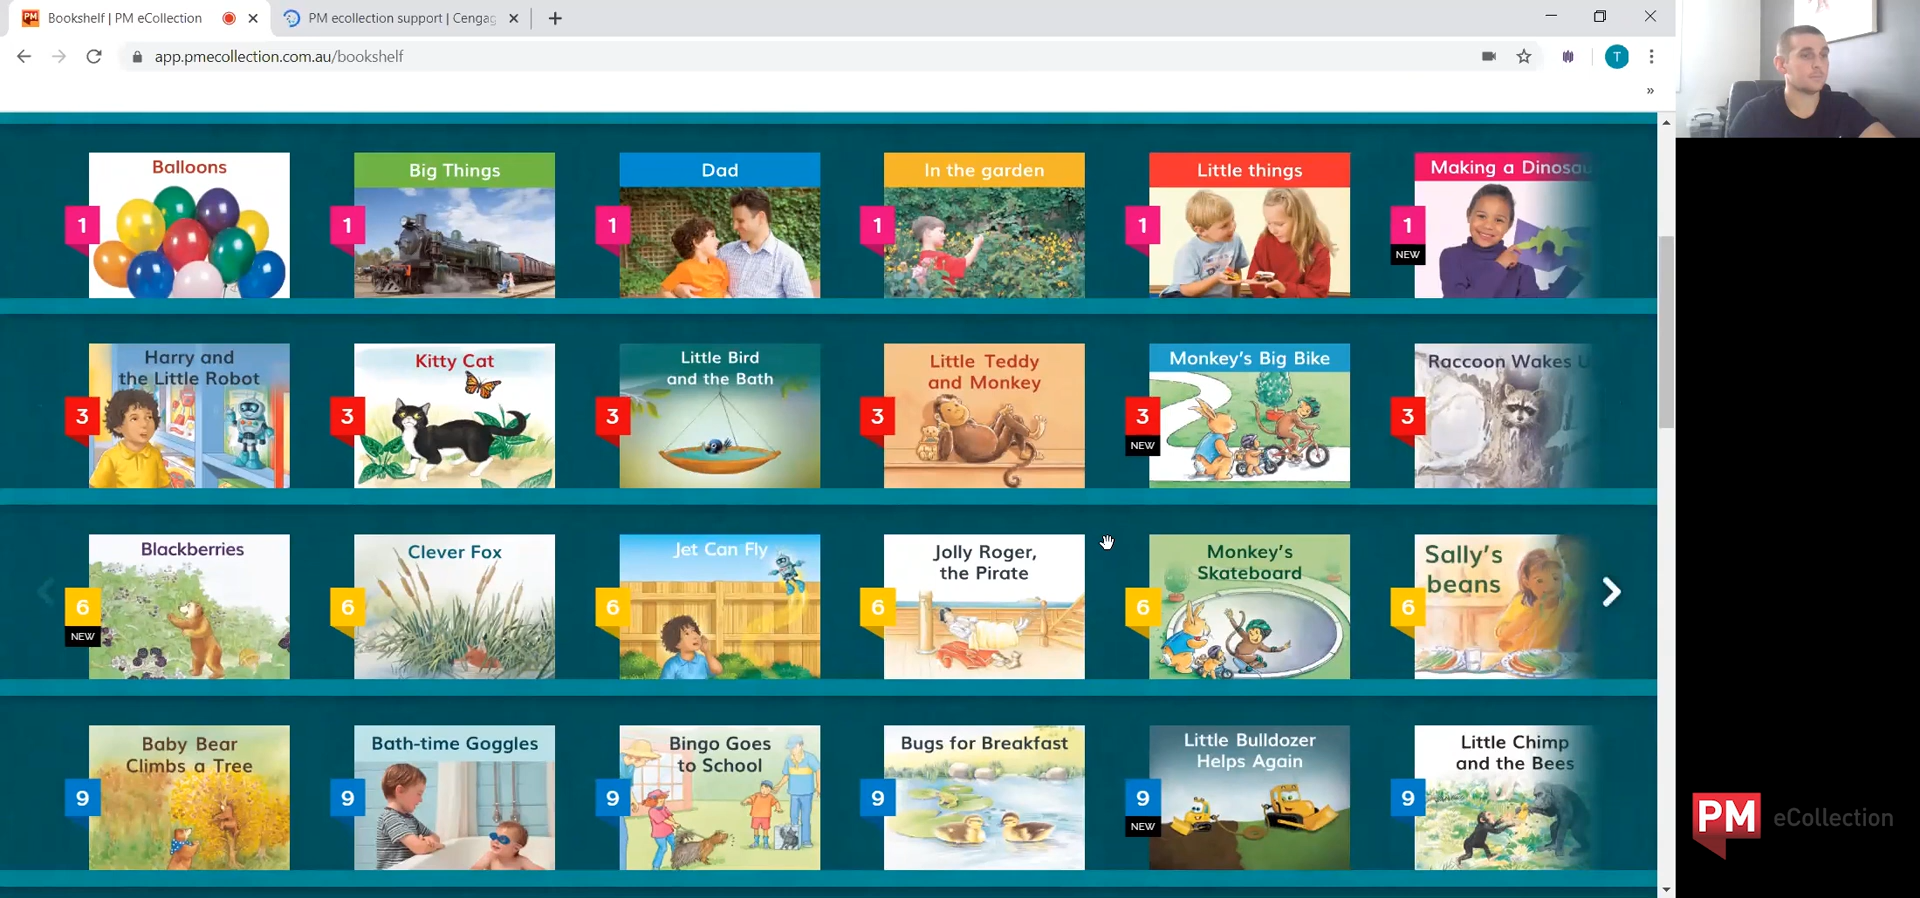 Bookshelf | PM eCollection
PM ecollection support | Cengag
app.pmecollection.com.au/bookshelf
T
»
Balloons
1
Big Things
1
Dad
1
In the garden
1
Little things
1
Making a Dinosau
1
NEW
Harry and
the Little Robot
3
Kitty Cat
3
Little Bird
and the Bath
3
Little Teddy
and Monkey
3
Monkey's Big Bike
3
NEW
Raccoon Wakes U
3
Blackberries
6
NEW
Clever Fox
6
Jet Can Fly
6
Jolly Roger,
the Pirate
6
Monkey's
Skateboard
6
Sally's
beans
6
Baby Bear
Climbs a Tree
9
Bath-time Goggles
9
Bingo Goes
to School
9
Bugs for Breakfast
9
Little Bulldozer
Helps Again
9
NEW
Little Chimp
and the Bees
9
PM eCollection